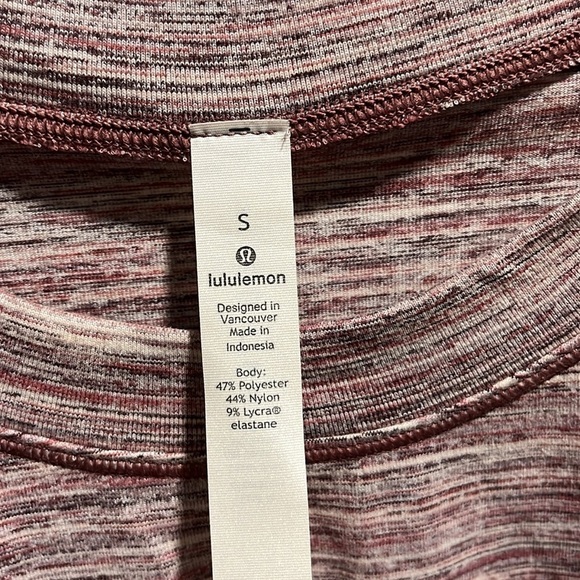 S
lululemon
Designed in
Vancouver
Made in
Indonesia
Body:
47% Polyester
44% Nylon
9% Lycra®
elastane